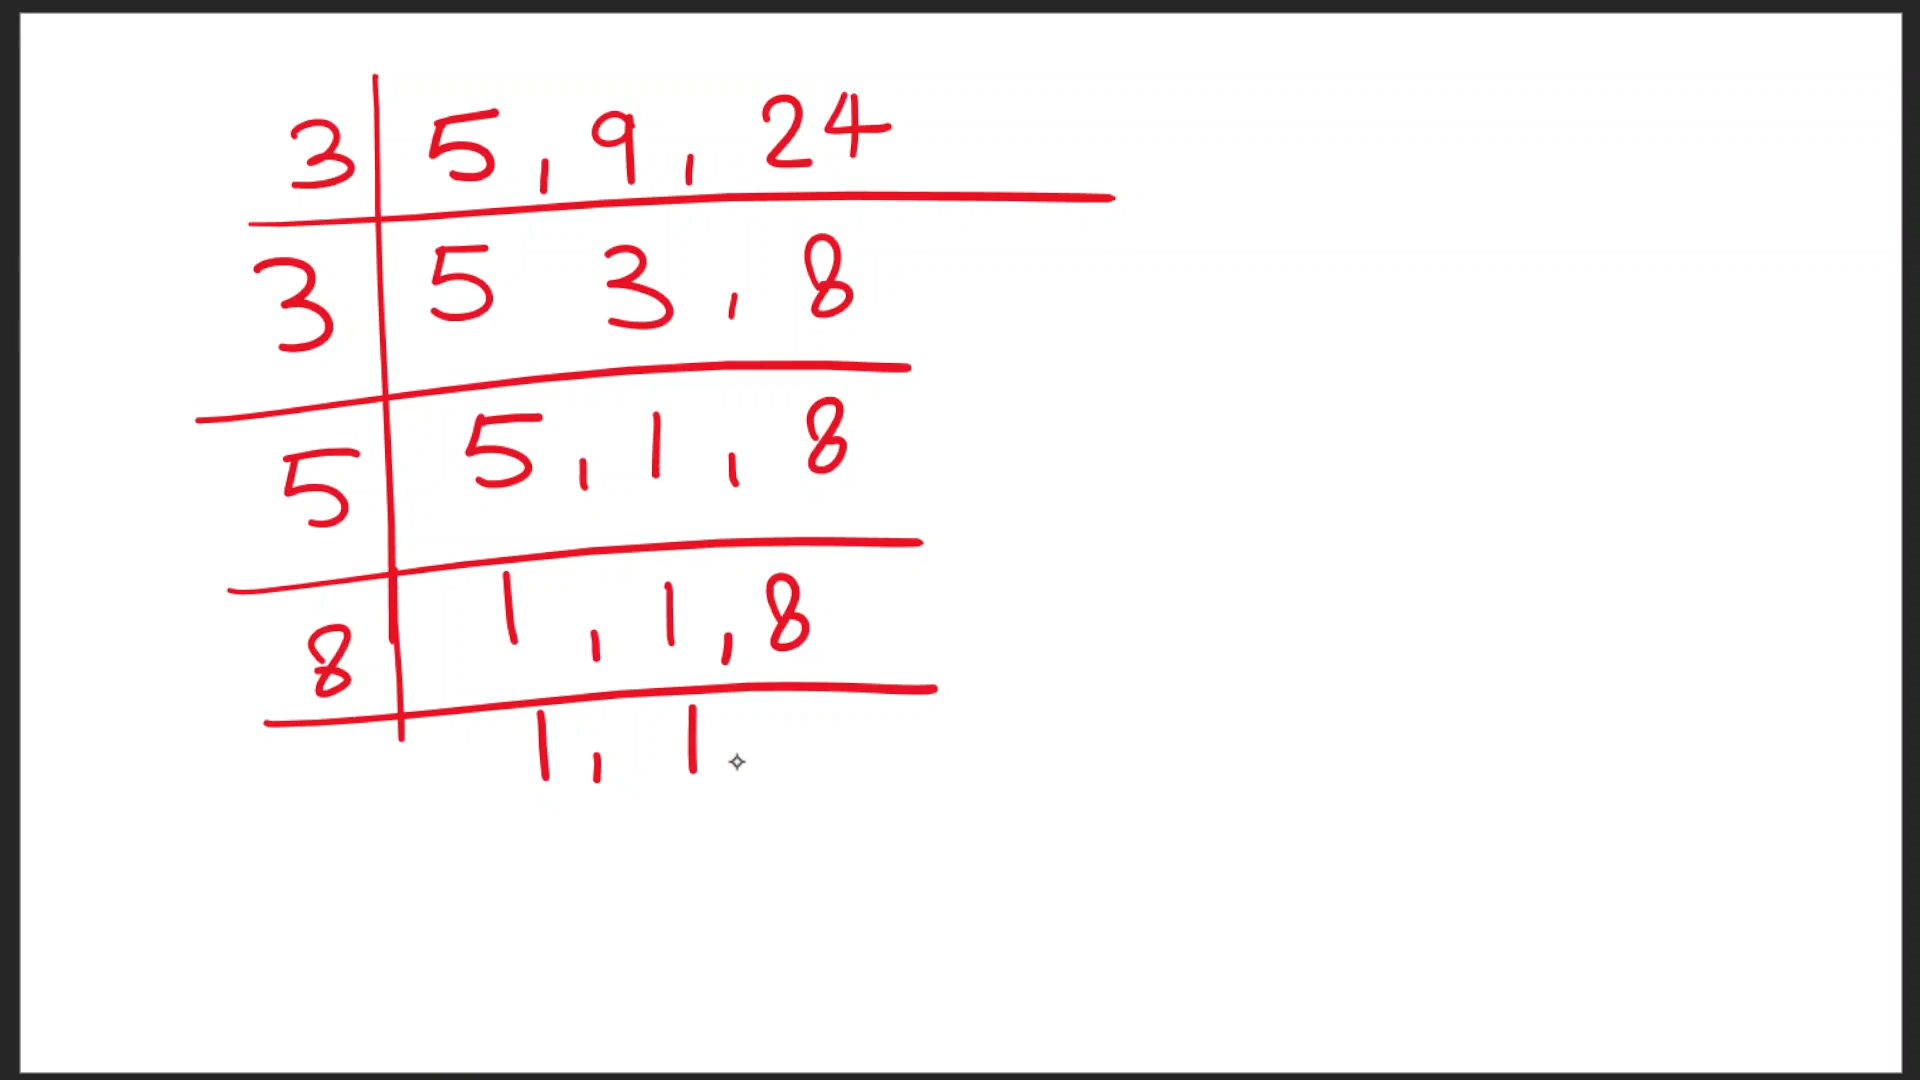 3 5, 9, 24
3 5 3, 8
5 5, 1, 8
8 1, 1, 8
1, 1